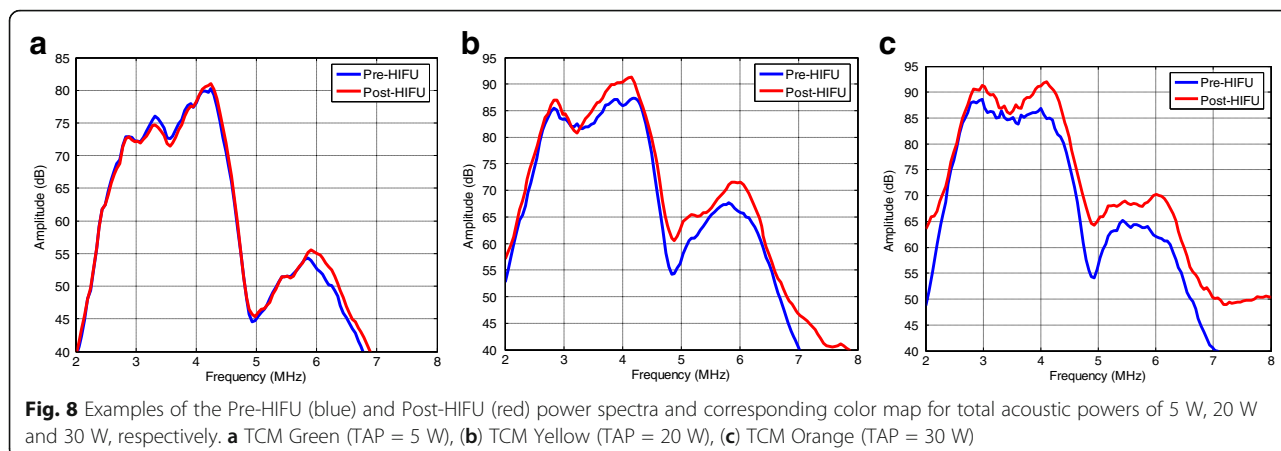 a
85
80
75
70
65
60
55
50
45
40
2 3 4 5 6 7 8
Amplitude (dB)
Frequency (MHz)
Pre-HIFU
Post-HIFU
b
95
90
85
80
75
70
65
60
55
50
45
40
2 3 4 5 6 7 8
Amplitude (dB)
Frequency (MHz)
Pre-HIFU
Post-HIFU
c
95
90
85
80
75
70
65
60
55
50
45
40
2 3 4 5 6 7 8
Amplitude (dB)
Frequency (MHz)
Pre-HIFU
Post-HIFU
Fig. 8 Examples of the Pre-HIFU (blue) and Post-HIFU (red) power spectra and corresponding color map for total acoustic powers of 5 W, 20 W
and 30 W, respectively. a TCM Green (TAP = 5 W), (b) TCM Yellow (TAP = 20 W), (c) TCM Orange (TAP = 30 W)